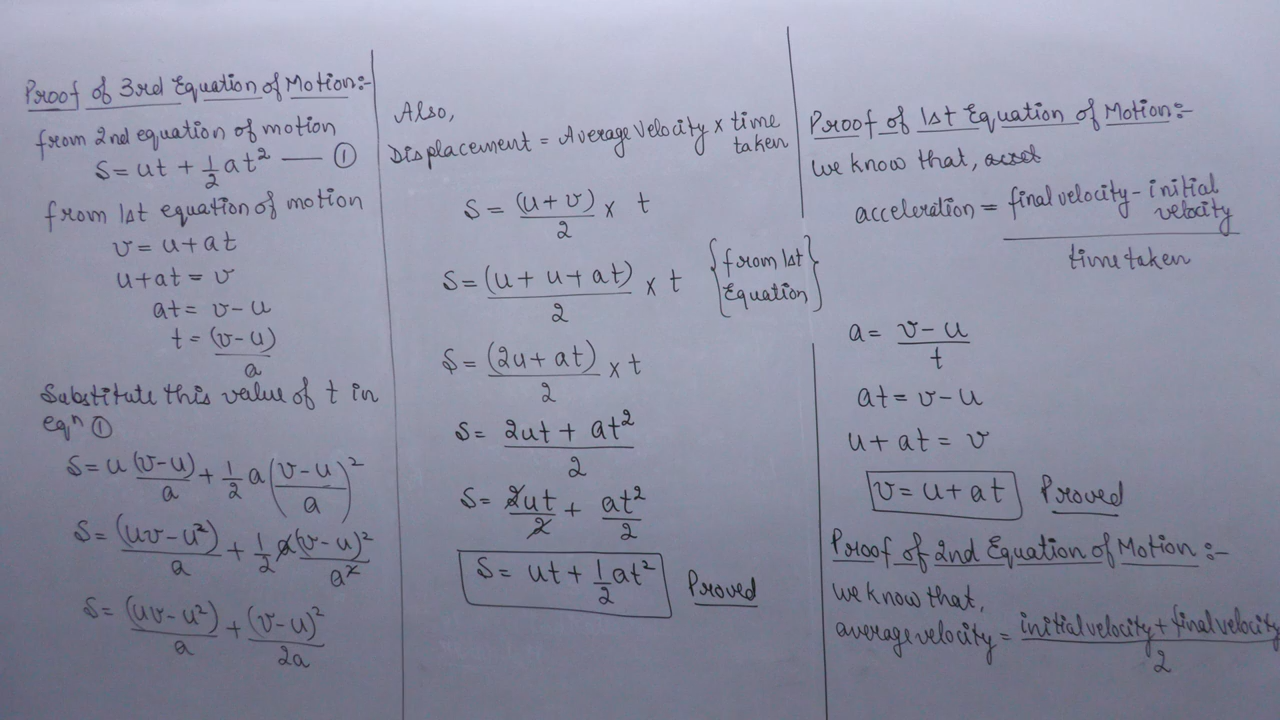 Proof of 3rd Equation of Motion:-
from 2nd equation of motion
S = ut + 1/2 at² — ①
from 1st equation of motion
v = u + at
u + at = v
at = v - u
t = (v - u)/a
Substitute this value of t in
eqⁿ ①
S = u (v - u)/a + 1/2 a ((v - u)/a)²
S = (uv - u²)/a + 1/2 a(v - u)²/a²
S = (uv - u²)/a + (v - u)²/2a
Also,
Displacement = Average Velocity × time
taken
S = (u + v)/2 × t
S = (u + u + at)/2 × t {from 1st Equation}
S = (2u + at)/2 × t
S = 2ut + at²/2
S = 2ut/2 + at²/2
S = ut + 1/2 at² Proved
Proof of 1st Equation of Motion:-
we know that,
acceleration = final velocity - initial velocity/time taken
a = v - u/t
at = v - u
u + at = v
v = u + at Proved
Proof of 2nd Equation of Motion:-
we know that,
average velocity = initial velocity + final velocity/2